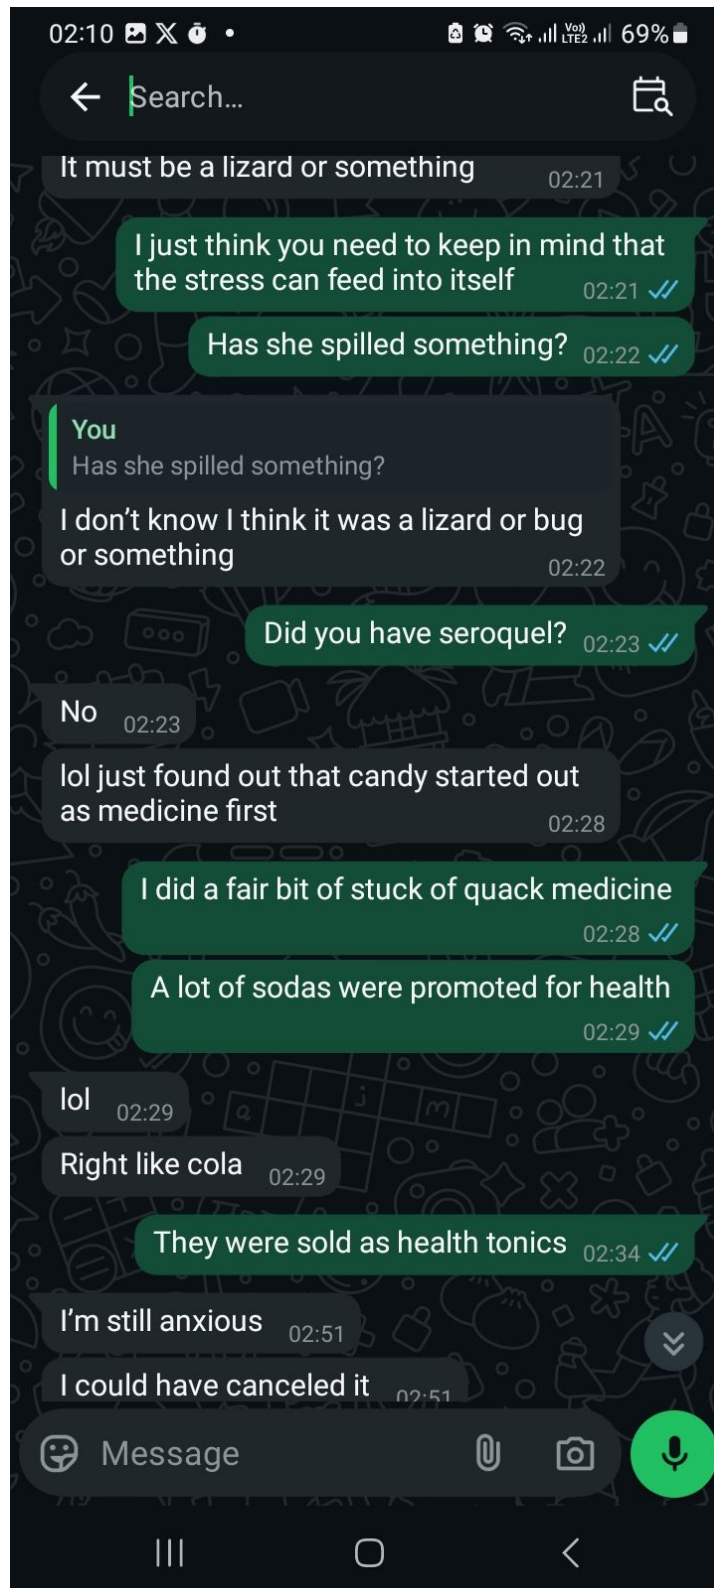 02:10
Vo))
LTE2
69%
Search…
It must be a lizard or something
02:21
I just think you need to keep in mind that
the stress can feed into itself
02:21
Has she spilled something?
02:22
You
Has she spilled something?
I don't know I think it was a lizard or bug
or something
02:22
Did you have seroquel?
02:23
No
02:23
lol just found out that candy started out
as medicine first
02:28
I did a fair bit of stuck of quack medicine
02:28
A lot of sodas were promoted for health
02:29
lol
02:29
Right like cola
02:29
They were sold as health tonics
02:34
I'm still anxious
02:51
I could have canceled it
02:51
Message